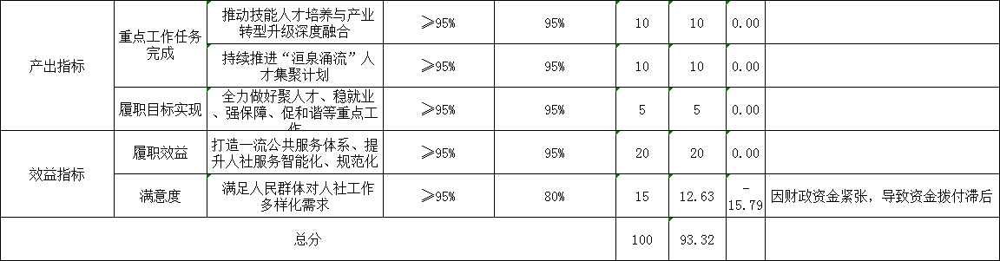 产出指标
重点工作任务
完成
推动技能人才培养与产业
转型升级深度融合
≥95%
95%
10
10
0.00
持续推进“洹泉涌流”人
才集聚计划
≥95%
95%
10
10
0.00
履职目标实现
全力做好聚人才、稳就业
、强保障、促和谐等重点工
作
≥95%
95%
5
5
0.00
效益指标
履职效益
打造一流公共服务体系、提
升人社服务智能化、规范化
≥95%
95%
20
20
0.00
满意度
满足人民群体对人社工作
多样化需求
≥95%
80%
15
12.63
-
15.79
因财政资金紧张，导致资金拨付滞后
总分
100
93.32